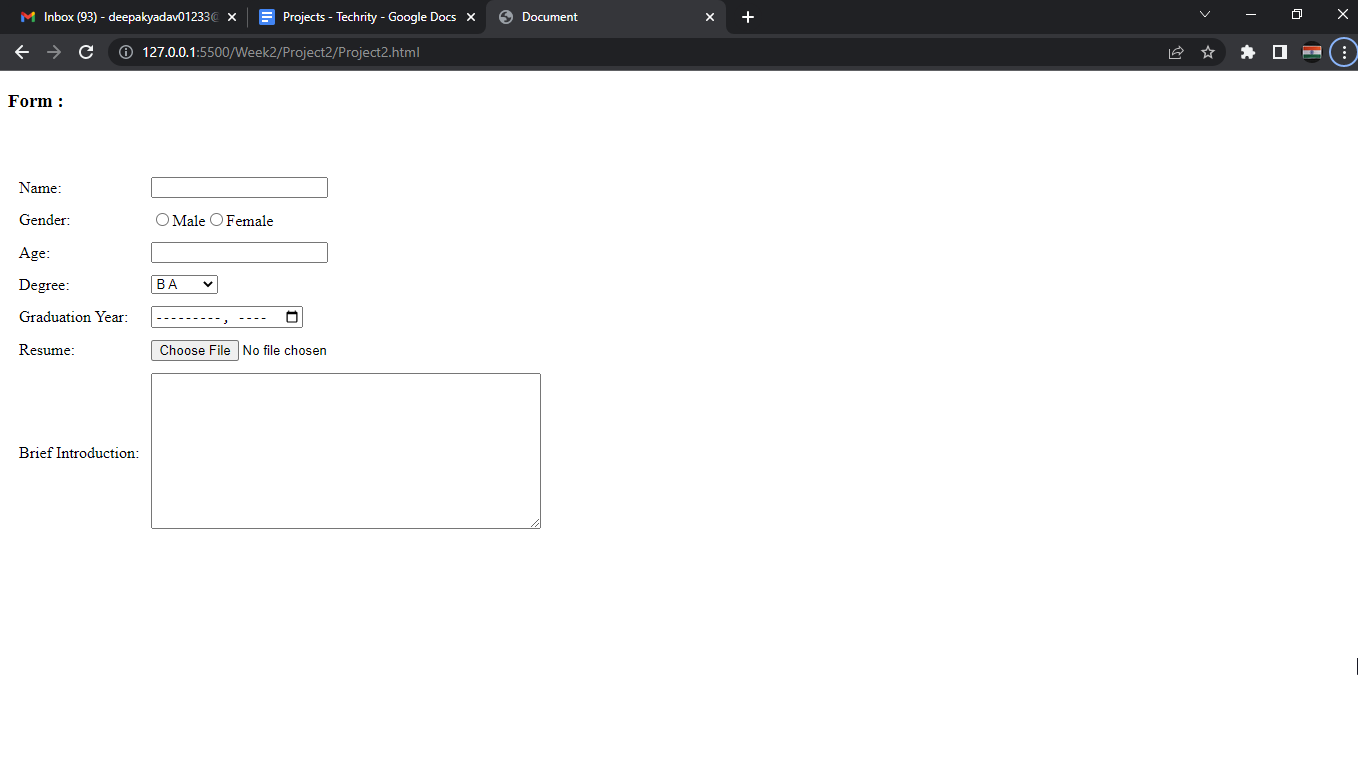 Inbox (93) - deepakyadav01233@
Projects - Techrity - Google Docs
Document
127.0.0.1:5500/Week2/Project2/Project2.html
Form :
Name:
Gender: Male Female
Age:
Degree: B A
Graduation Year: ---------, ----
Resume: Choose File No file chosen
Brief Introduction: